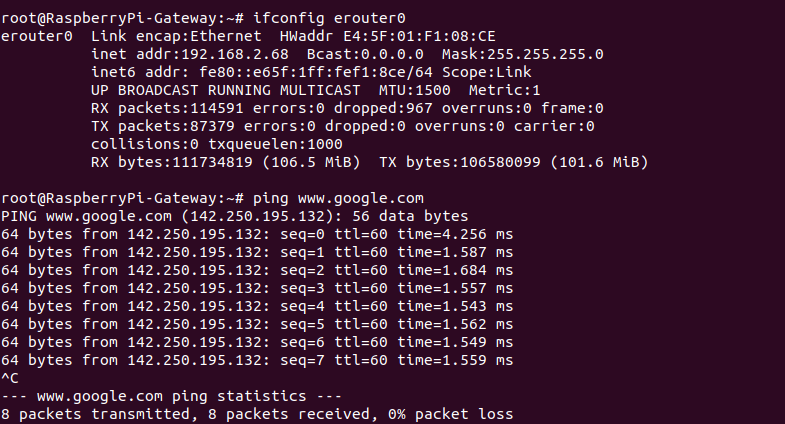 root@RaspberryPi-Gateway:~# ifconfig erouter0
erouter0  Link encap:Ethernet  HWaddr E4:5F:01:F1:08:CE
          inet addr:192.168.2.68  Bcast:0.0.0.0  Mask:255.255.255.0
          inet6 addr: fe80::e65f:1ff:fef1:8ce/64 Scope:Link
          UP BROADCAST RUNNING MULTICAST  MTU:1500  Metric:1
          RX packets:114591 errors:0 dropped:967 overruns:0 frame:0
          TX packets:87379 errors:0 dropped:0 overruns:0 carrier:0
          collisions:0 txqueuelen:1000
          RX bytes:111734819 (106.5 MiB)  TX bytes:106580099 (101.6 MiB)
root@RaspberryPi-Gateway:~# ping www.google.com
PING www.google.com (142.250.195.132): 56 data bytes
64 bytes from 142.250.195.132: seq=0 ttl=60 time=4.256 ms
64 bytes from 142.250.195.132: seq=1 ttl=60 time=1.587 ms
64 bytes from 142.250.195.132: seq=2 ttl=60 time=1.684 ms
64 bytes from 142.250.195.132: seq=3 ttl=60 time=1.557 ms
64 bytes from 142.250.195.132: seq=4 ttl=60 time=1.543 ms
64 bytes from 142.250.195.132: seq=5 ttl=60 time=1.562 ms
64 bytes from 142.250.195.132: seq=6 ttl=60 time=1.549 ms
64 bytes from 142.250.195.132: seq=7 ttl=60 time=1.559 ms
^C
--- www.google.com ping statistics ---
8 packets transmitted, 8 packets received, 0% packet loss